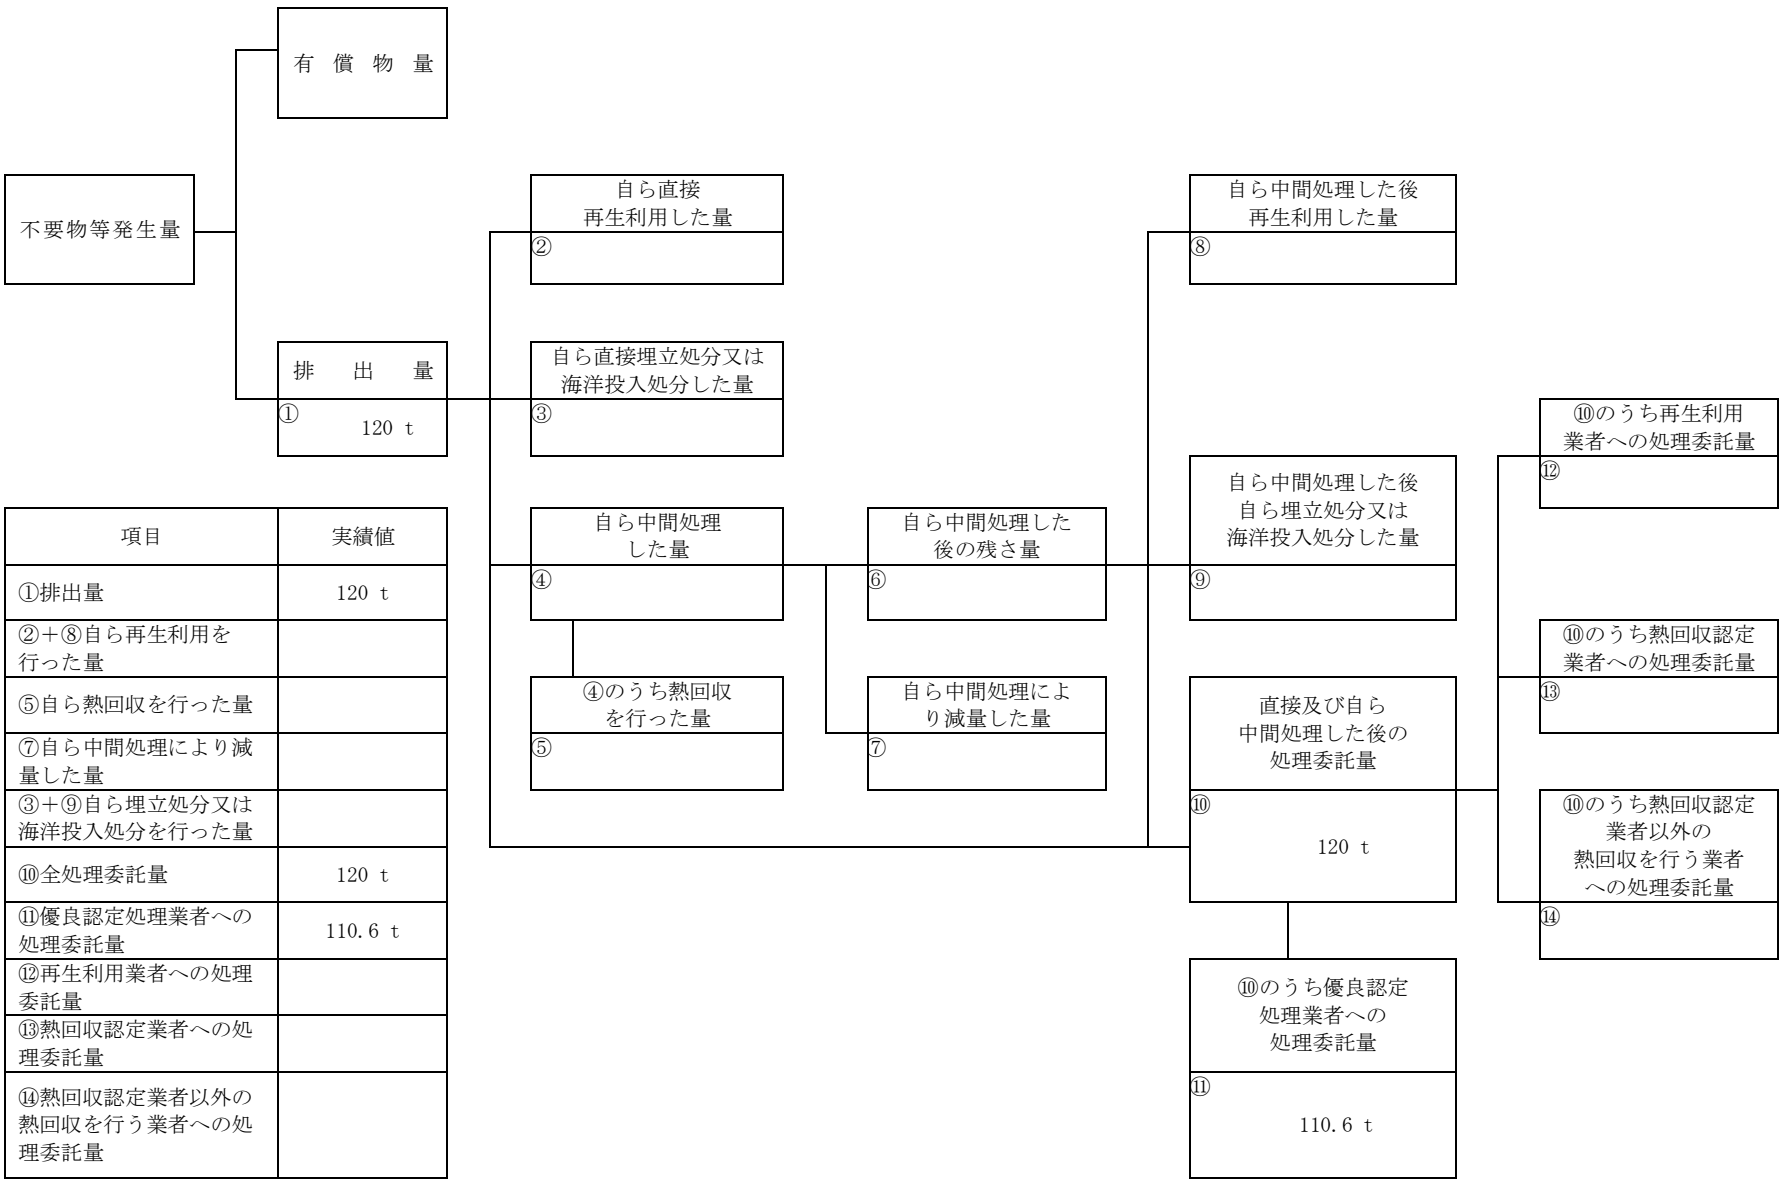 有償物量
不要物等発生量
自ら直接
再生利用した量
②
自ら中間処理した後
再生利用した量
⑧
排出量
①
120 t
自ら直接埋立処分又は
海洋投入処分した量
③
⑩のうち再生利用
業者への処理委託量
⑫
自ら中間処理
した量
④
自ら中間処理した
後の残さ量
⑥
自ら中間処理した後
自ら埋立処分又は
海洋投入処分した量
⑨
⑩のうち熱回収認定
業者への処理委託量
⑬
④のうち熱回収
を行った量
⑤
自ら中間処理によ
り減量した量
⑦
直接及び自ら
中間処理した後の
処理委託量
⑩
120 t
⑩のうち熱回収認定
業者以外の
熱回収を行う業者
への処理委託量
⑭
⑩のうち優良認定
処理業者への
処理委託量
⑪
110.6 t
項目 実績値
①排出量 120 t
②＋⑧自ら再生利用を
行った量
⑤自ら熱回収を行った量
⑦自ら中間処理により減
量した量
③＋⑨自ら埋立処分又は
海洋投入処分を行った量
⑩全処理委託量 120 t
⑪優良認定処理業者への
処理委託量
110.6 t
⑫再生利用業者への処理
委託量
⑬熱回収認定業者への処
理委託量
⑭熱回収認定業者以外の
熱回収を行う業者への処
理委託量